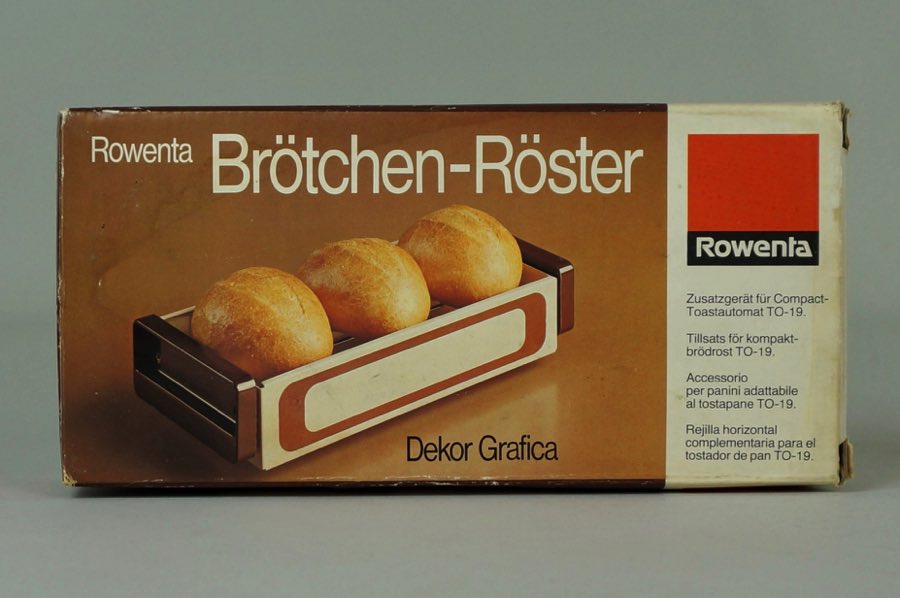 Rowenta Brötchen-Röster
Rowenta
Zusatzgerät für Compact-
Toastautomat TO-19.
Tillsats för kompakt-
brödrost TO-19.
Accessorio
per panini adattabile
al tostapane TO-19.
Rejilla horizontal
complementaria para el
tostador de pan TO-19.
Dekor Grafica